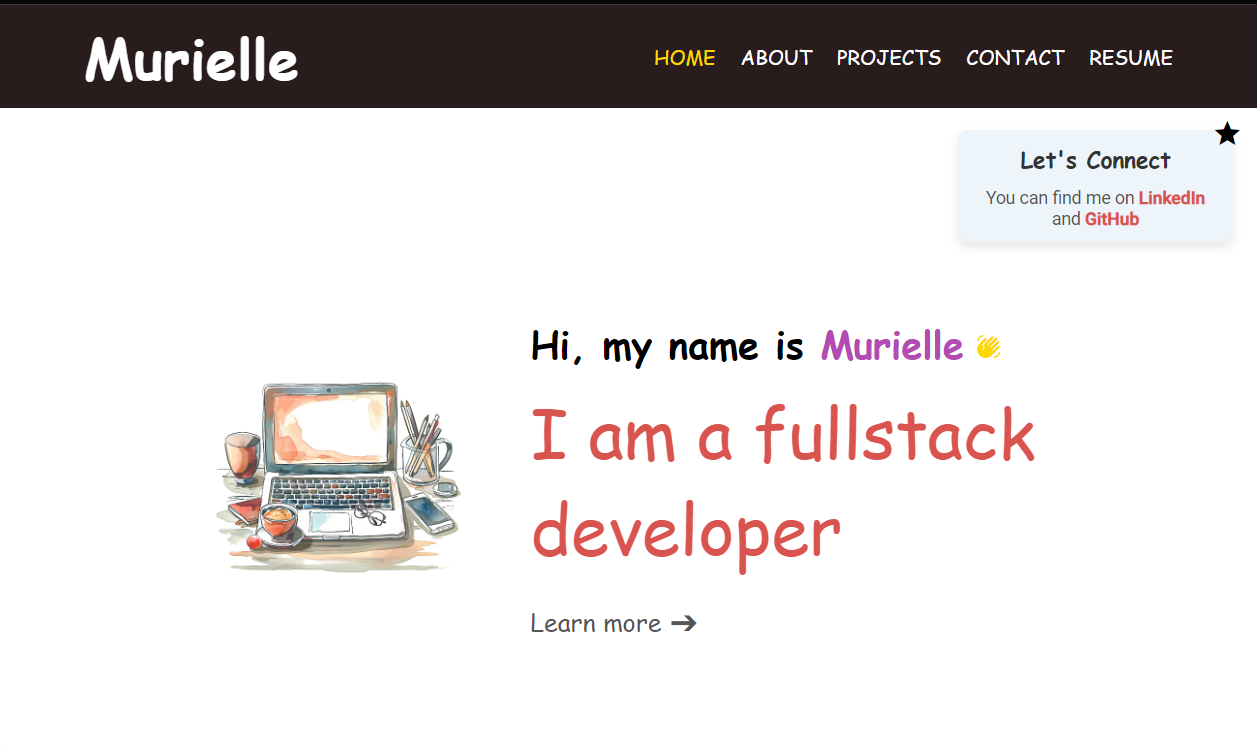 Murielle
HOME ABOUT PROJECTS CONTACT RESUME
Let's Connect
You can find me on LinkedIn
and GitHub
Hi, my name is Murielle
I am a fullstack
developer
Learn more ➔